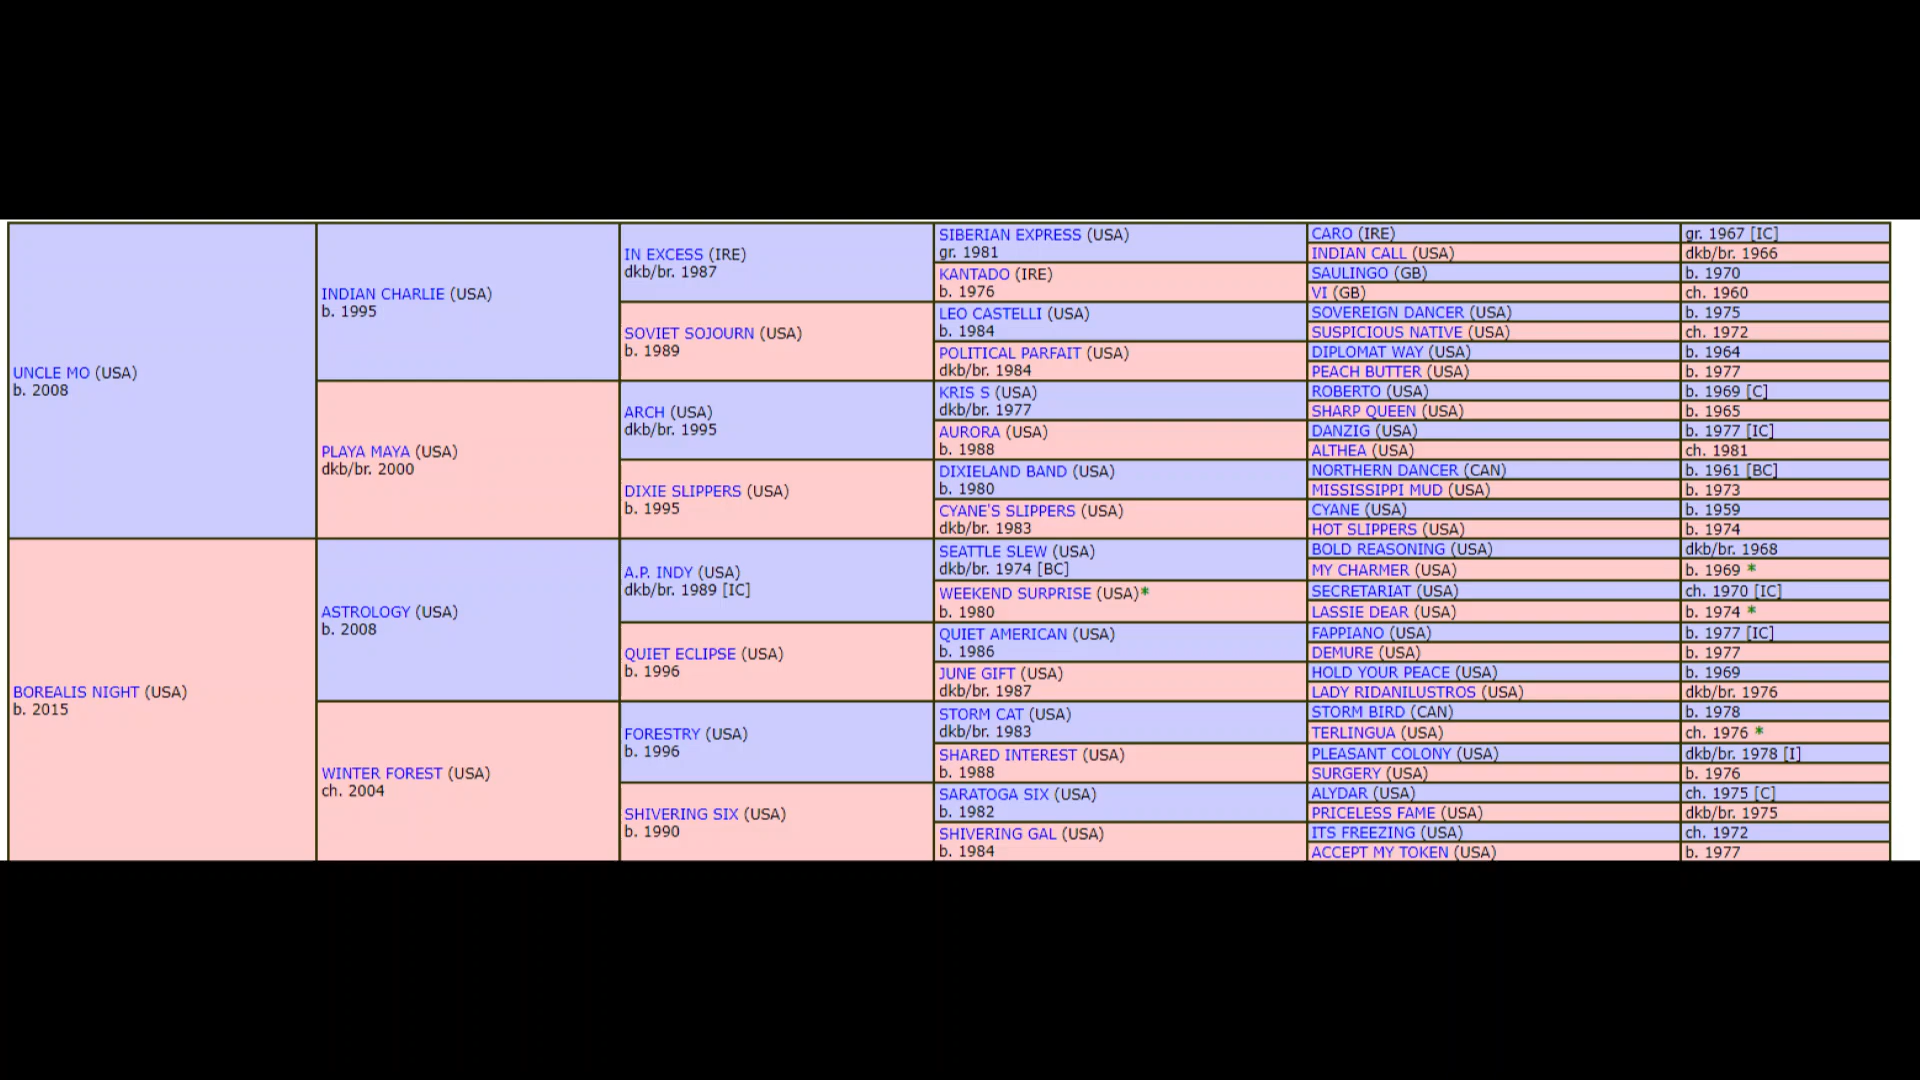 UNCLE MO (USA)
b. 2008
INDIAN CHARLIE (USA)
b. 1995
IN EXCESS (IRE)
dkb/br. 1987
SIBERIAN EXPRESS (USA)
gr. 1981
CARO (IRE)
gr. 1967 [IC]
INDIAN CALL (USA)
dkb/br. 1966
KANTADO (IRE)
b. 1976
SAULINGO (GB)
b. 1970
VI (GB)
ch. 1960
SOVIET SOJOURN (USA)
b. 1989
LEO CASTELLI (USA)
b. 1984
SOVEREIGN DANCER (USA)
b. 1975
SUSPICIOUS NATIVE (USA)
ch. 1972
POLITICAL PARFAIT (USA)
dkb/br. 1984
DIPLOMAT WAY (USA)
b. 1964
PEACH BUTTER (USA)
b. 1977
PLAYA MAYA (USA)
dkb/br. 2000
ARCH (USA)
dkb/br. 1995
KRIS S (USA)
dkb/br. 1977
ROBERTO (USA)
b. 1969 [C]
SHARP QUEEN (USA)
b. 1965
AURORA (USA)
b. 1988
DANZIG (USA)
b. 1977 [IC]
ALTHEA (USA)
ch. 1981
DIXIE SLIPPERS (USA)
b. 1995
DIXIELAND BAND (USA)
b. 1980
NORTHERN DANCER (CAN)
b. 1961 [BC]
MISSISSIPPI MUD (USA)
b. 1973
CYANE'S SLIPPERS (USA)
dkb/br. 1983
CYANE (USA)
b. 1959
HOT SLIPPERS (USA)
b. 1974
BOREALIS NIGHT (USA)
b. 2015
ASTROLOGY (USA)
b. 2008
A.P. INDY (USA)
dkb/br. 1989 [IC]
SEATTLE SLEW (USA)
dkb/br. 1974 [BC]
BOLD REASONING (USA)
dkb/br. 1968
MY CHARMER (USA)
b. 1969 *
WEEKEND SURPRISE (USA)*
b. 1980
SECRETARIAT (USA)
ch. 1970 [IC]
LASSIE DEAR (USA)
b. 1974 *
QUIET ECLIPSE (USA)
b. 1996
QUIET AMERICAN (USA)
b. 1986
FAPPIANO (USA)
b. 1977 [IC]
DEMURE (USA)
b. 1977
JUNE GIFT (USA)
dkb/br. 1987
HOLD YOUR PEACE (USA)
b. 1969
LADY RIDANILUSTROS (USA)
dkb/br. 1976
WINTER FOREST (USA)
ch. 2004
FORESTRY (USA)
b. 1996
STORM CAT (USA)
dkb/br. 1983
STORM BIRD (CAN)
b. 1978
TERLINGUA (USA)
ch. 1976 *
SHARED INTEREST (USA)
b. 1988
PLEASANT COLONY (USA)
dkb/br. 1978 [I]
SURGERY (USA)
b. 1976
SHIVERING SIX (USA)
b. 1990
SARATOGA SIX (USA)
b. 1982
ALYDAR (USA)
ch. 1975 [C]
PRICELESS FAME (USA)
dkb/br. 1975
SHIVERING GAL (USA)
b. 1984
ITS FREEZING (USA)
ch. 1972
ACCEPT MY TOKEN (USA)
b. 1977